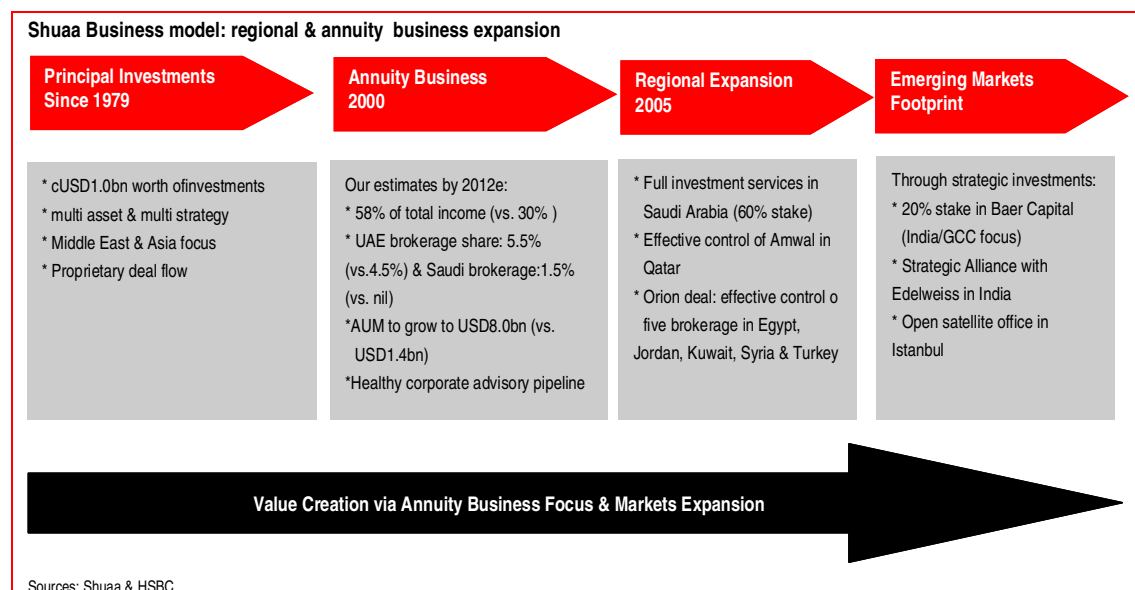 Shuaa Business model: regional & annuity business expansion
Principal Investments
Since 1979
Annuity Business
2000
Regional Expansion
2005
Emerging Markets
Footprint
* cUSD1.0bn worth ofinvestments
* multi asset & multi strategy
* Middle East & Asia focus
* Proprietary deal flow
Our estimates by 2012e:
* 58% of total income (vs. 30% )
* UAE brokerage share: 5.5%
(vs.4.5%) & Saudi brokerage:1.5%
(vs. nil)
*AUM to grow to USD8.0bn (vs.
USD1.4bn)
*Healthy corporate advisory pipeline
* Full investment services in
Saudi Arabia (60% stake)
* Effective control of Amwal in
Qatar
* Orion deal: effective control o
five brokerage in Egypt,
Jordan, Kuwait, Syria & Turkey
Through strategic investments:
* 20% stake in Baer Capital
(India/GCC focus)
* Strategic Alliance with
Edelweiss in India
* Open satellite office in
Istanbul
Value Creation via Annuity Business Focus & Markets Expansion
Sources: Shuaa & HSBC